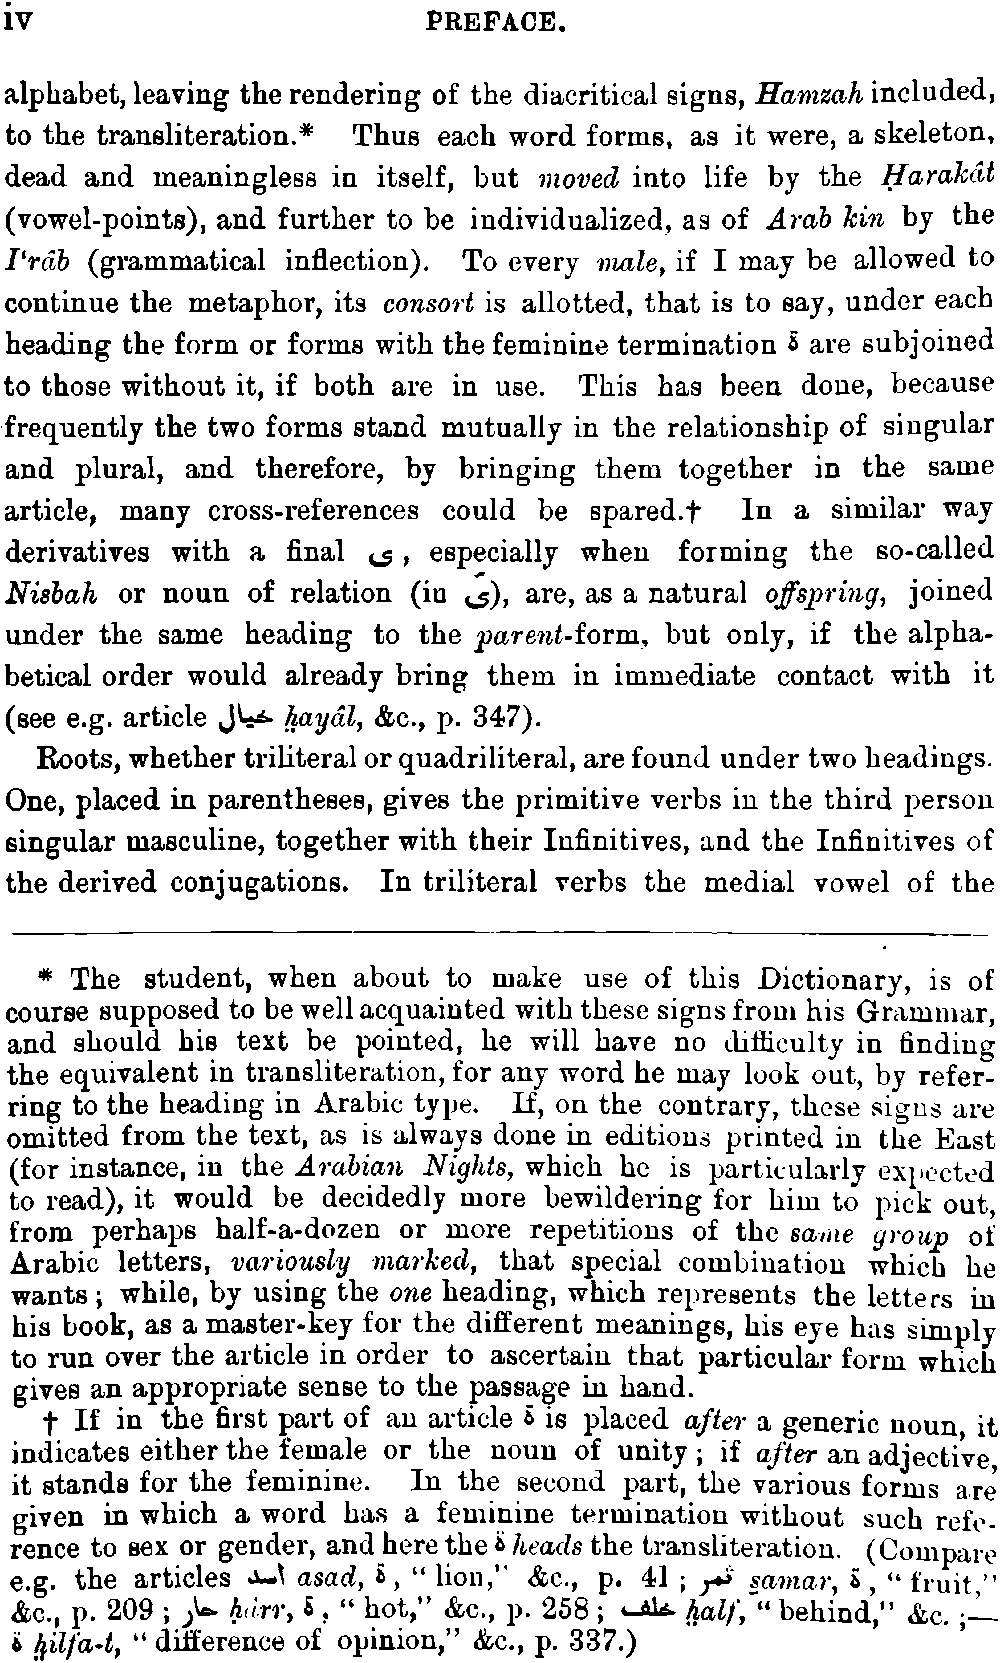 iv PREFACE.
alphabet, leaving the rendering of the diacritical signs, Hamzah included,
to the transliteration.* Thus each word forms, as it were, a skeleton,
dead and meaningless in itself, but moved into life by the Ḥarakât
(vowel-points), and further to be individualized, as of Arab kin by the
I‘râb (grammatical inflection). To every male, if I may be allowed to
continue the metaphor, its consort is allotted, that is to say, under each
heading the form or forms with the feminine termination ة are subjoined
to those without it, if both are in use. This has been done, because
frequently the two forms stand mutually in the relationship of singular
and plural, and therefore, by bringing them together in the same
article, many cross-references could be spared.† In a similar way
derivatives with a final ى, especially when forming the so-called
Nisbah or noun of relation (in ىّ), are, as a natural offspring, joined
under the same heading to the parent-form, but only, if the alpha-
betical order would already bring them in immediate contact with it
(see e.g. article خيال ḫayâl, &c., p. 347).
Roots, whether triliteral or quadriliteral, are found under two headings.
One, placed in parentheses, gives the primitive verbs in the third person
singular masculine, together with their Infinitives, and the Infinitives of
the derived conjugations. In triliteral verbs the medial vowel of the
* The student, when about to make use of this Dictionary, is of
course supposed to be well acquainted with these signs from his Grammar,
and should his text be pointed, he will have no difficulty in finding
the equivalent in transliteration, for any word he may look out, by refer-
ring to the heading in Arabic type. If, on the contrary, these signs are
omitted from the text, as is always done in editions printed in the East
(for instance, in the Arabian Nights, which he is particularly expected
to read), it would be decidedly more bewildering for him to pick out,
from perhaps half-a-dozen or more repetitions of the same group of
Arabic letters, variously marked, that special combination which he
wants; while, by using the one heading, which represents the letters in
his book, as a master-key for the different meanings, his eye has simply
to run over the article in order to ascertain that particular form which
gives an appropriate sense to the passage in hand.
† If in the first part of an article ة is placed after a generic noun, it
indicates either the female or the noun of unity; if after an adjective,
it stands for the feminine. In the second part, the various forms are
given in which a word has a feminine termination without such refe-
rence to sex or gender, and here the ة heads the transliteration. (Compare
e.g. the articles اسد asad, ة, "lion," &c., p. 41; ثمر s̱amar, ة, "fruit,"
&c., p. 209; حار ḥârr, ة, "hot," &c., p. 258; خلف ḫalf, "behind," &c.;—
ة ḫilfa-t, "difference of opinion," &c., p. 337.)